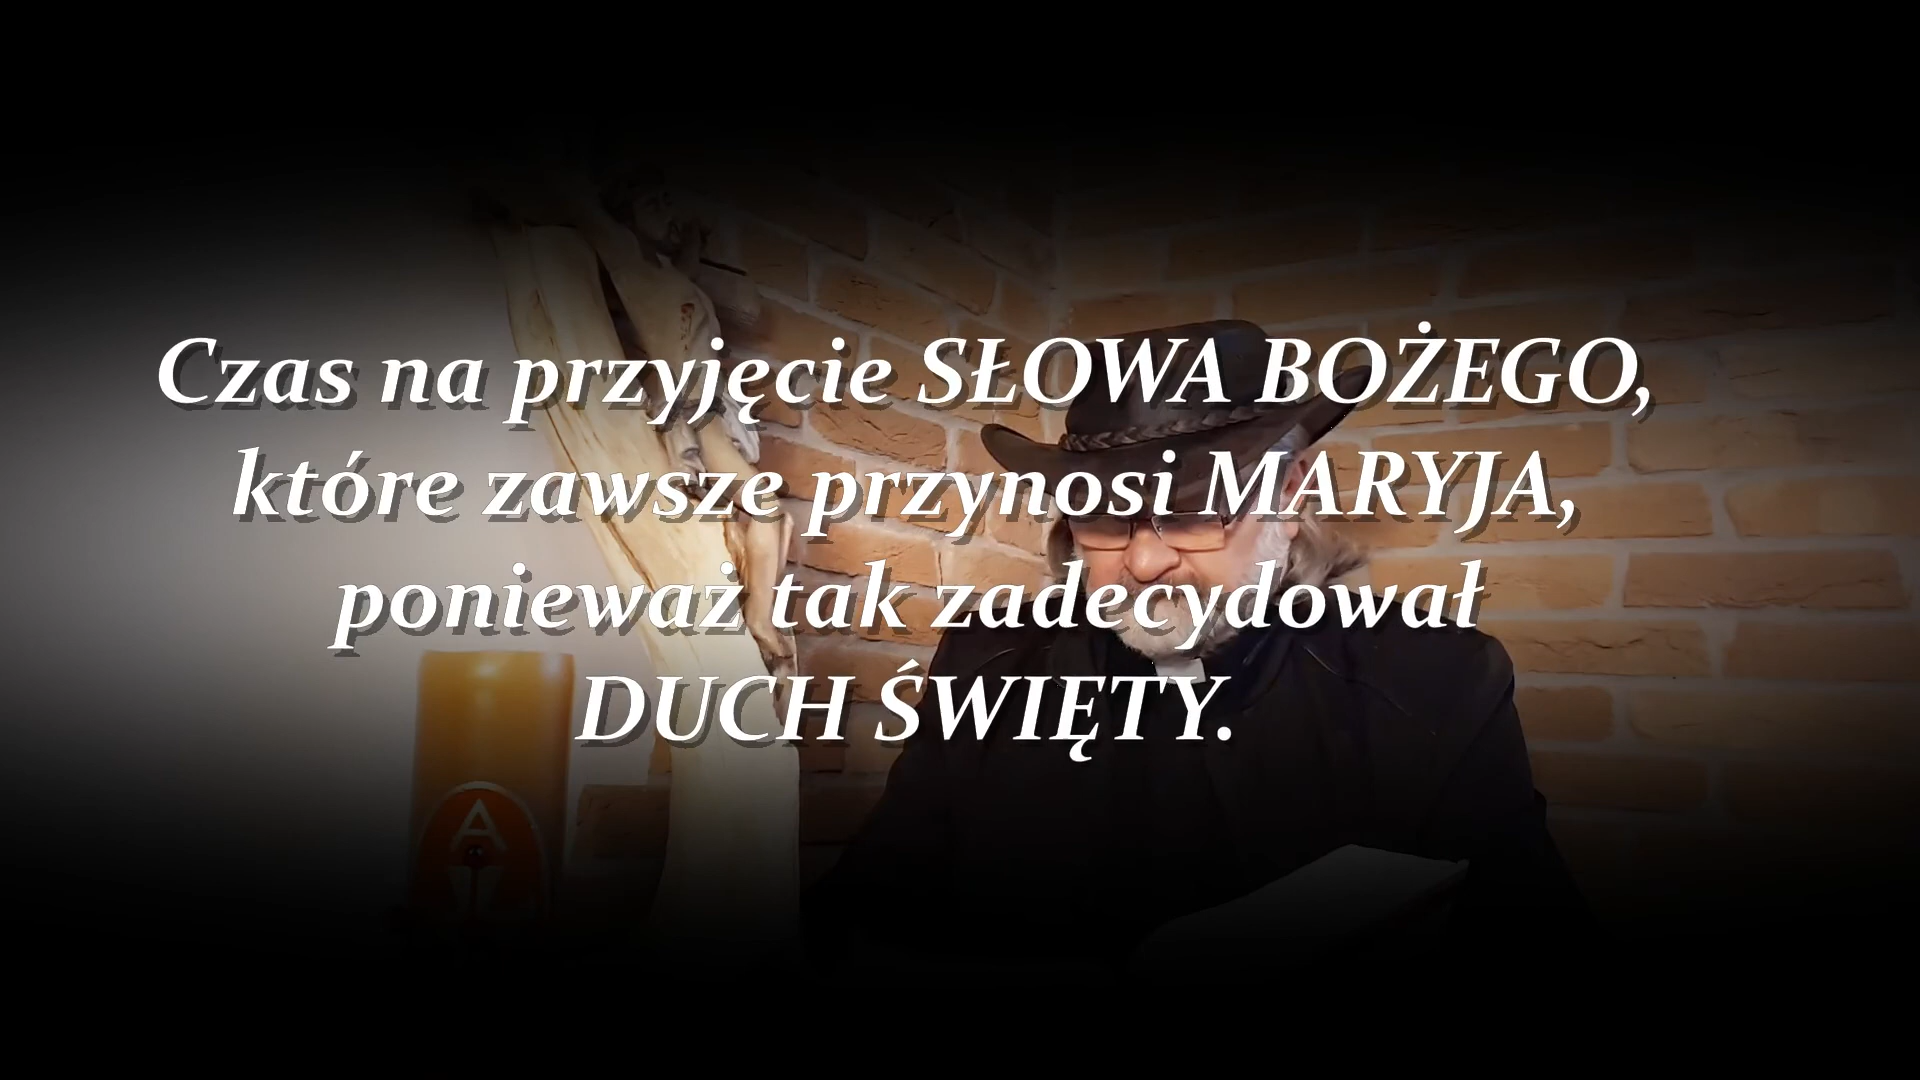 Czas na przyjęcie SŁOWA BOŻEGO,
które zawsze przynosi MARYJA,
ponieważ tak zadecydował
DUCH ŚWIĘTY.
A